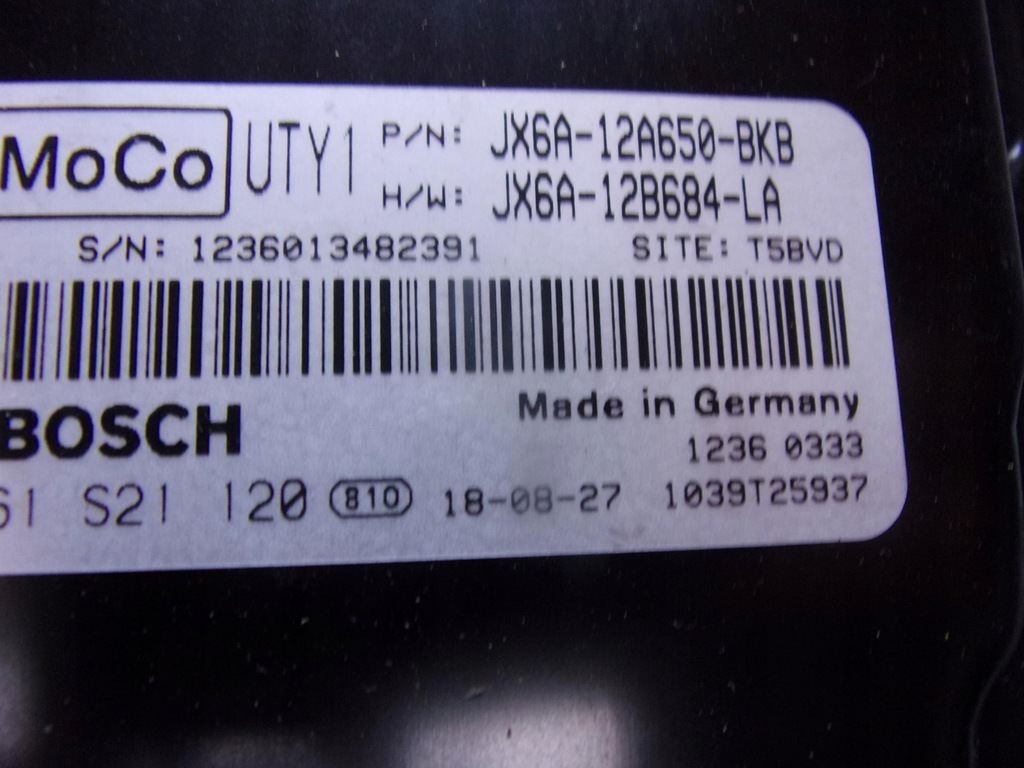 MoCo UTY1 P/N: JX6A-12A650-BKB
H/W: JX6A-12B684-LA
S/N: 1236013482391 SITE: T5BVD
BOSCH Made in Germany
1236 0333
61 S21 120 810 18-08-27 1039T25937